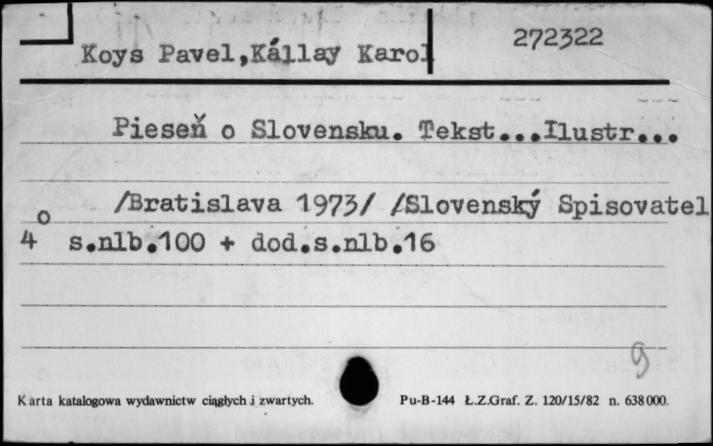 Koys Pavel,Kállay Karol
272322
Pieseň o Slovensku. Tekst...Ilustr...
/Bratislava 1973/ /Slovenský Spisovatel
4° s.nlb.100 + dod.s.nlb.16
9
Karta katalogowa wydawnictw ciągłych i zwartych.
Pu-B-144 Ł.Z.Graf. Z. 120/15/82 n. 638000.